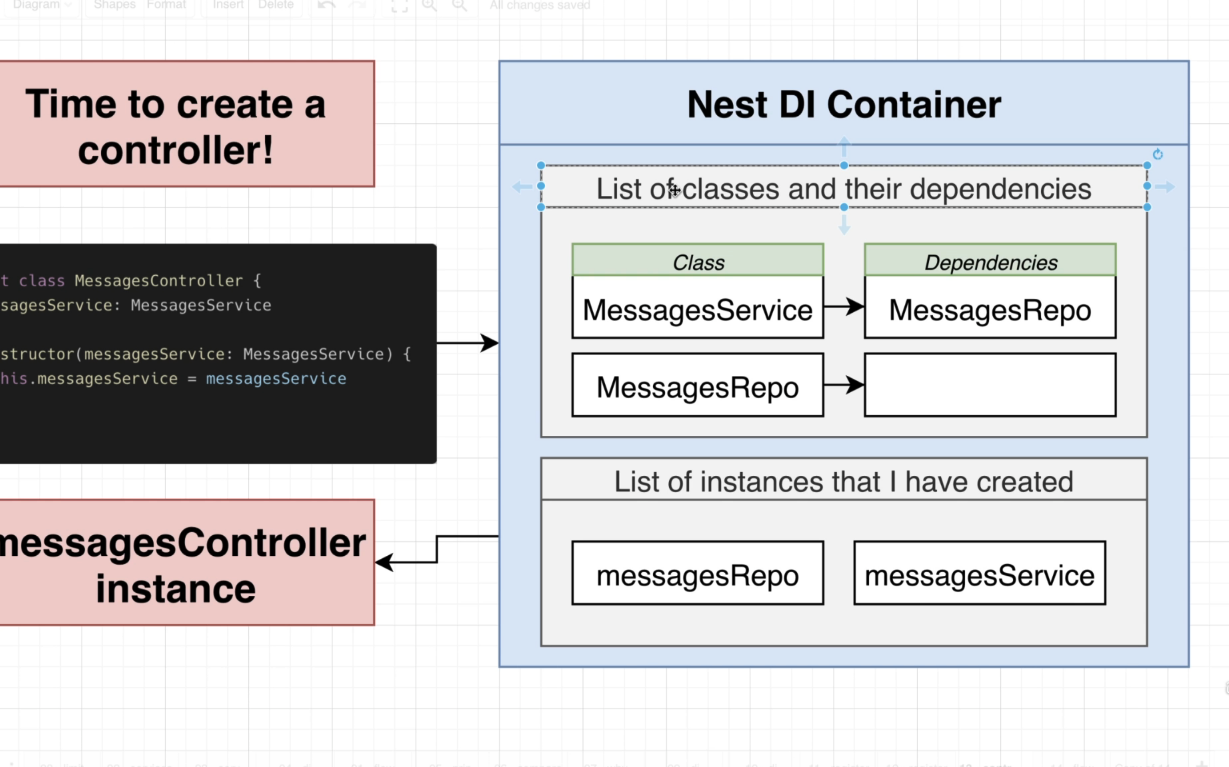 Diagram
Shapes
Format
Insert
Delete
All changes saved
Time to create a
controller!
Nest DI Container
List of classes and their dependencies
Class
Dependencies
MessagesService
MessagesRepo
MessagesRepo
t class MessagesController {
sagesService: MessagesService
structor(messagesService: MessagesService) {
his.messagesService = messagesService
List of instances that I have created
messagesRepo
messagesService
messagesController
instance